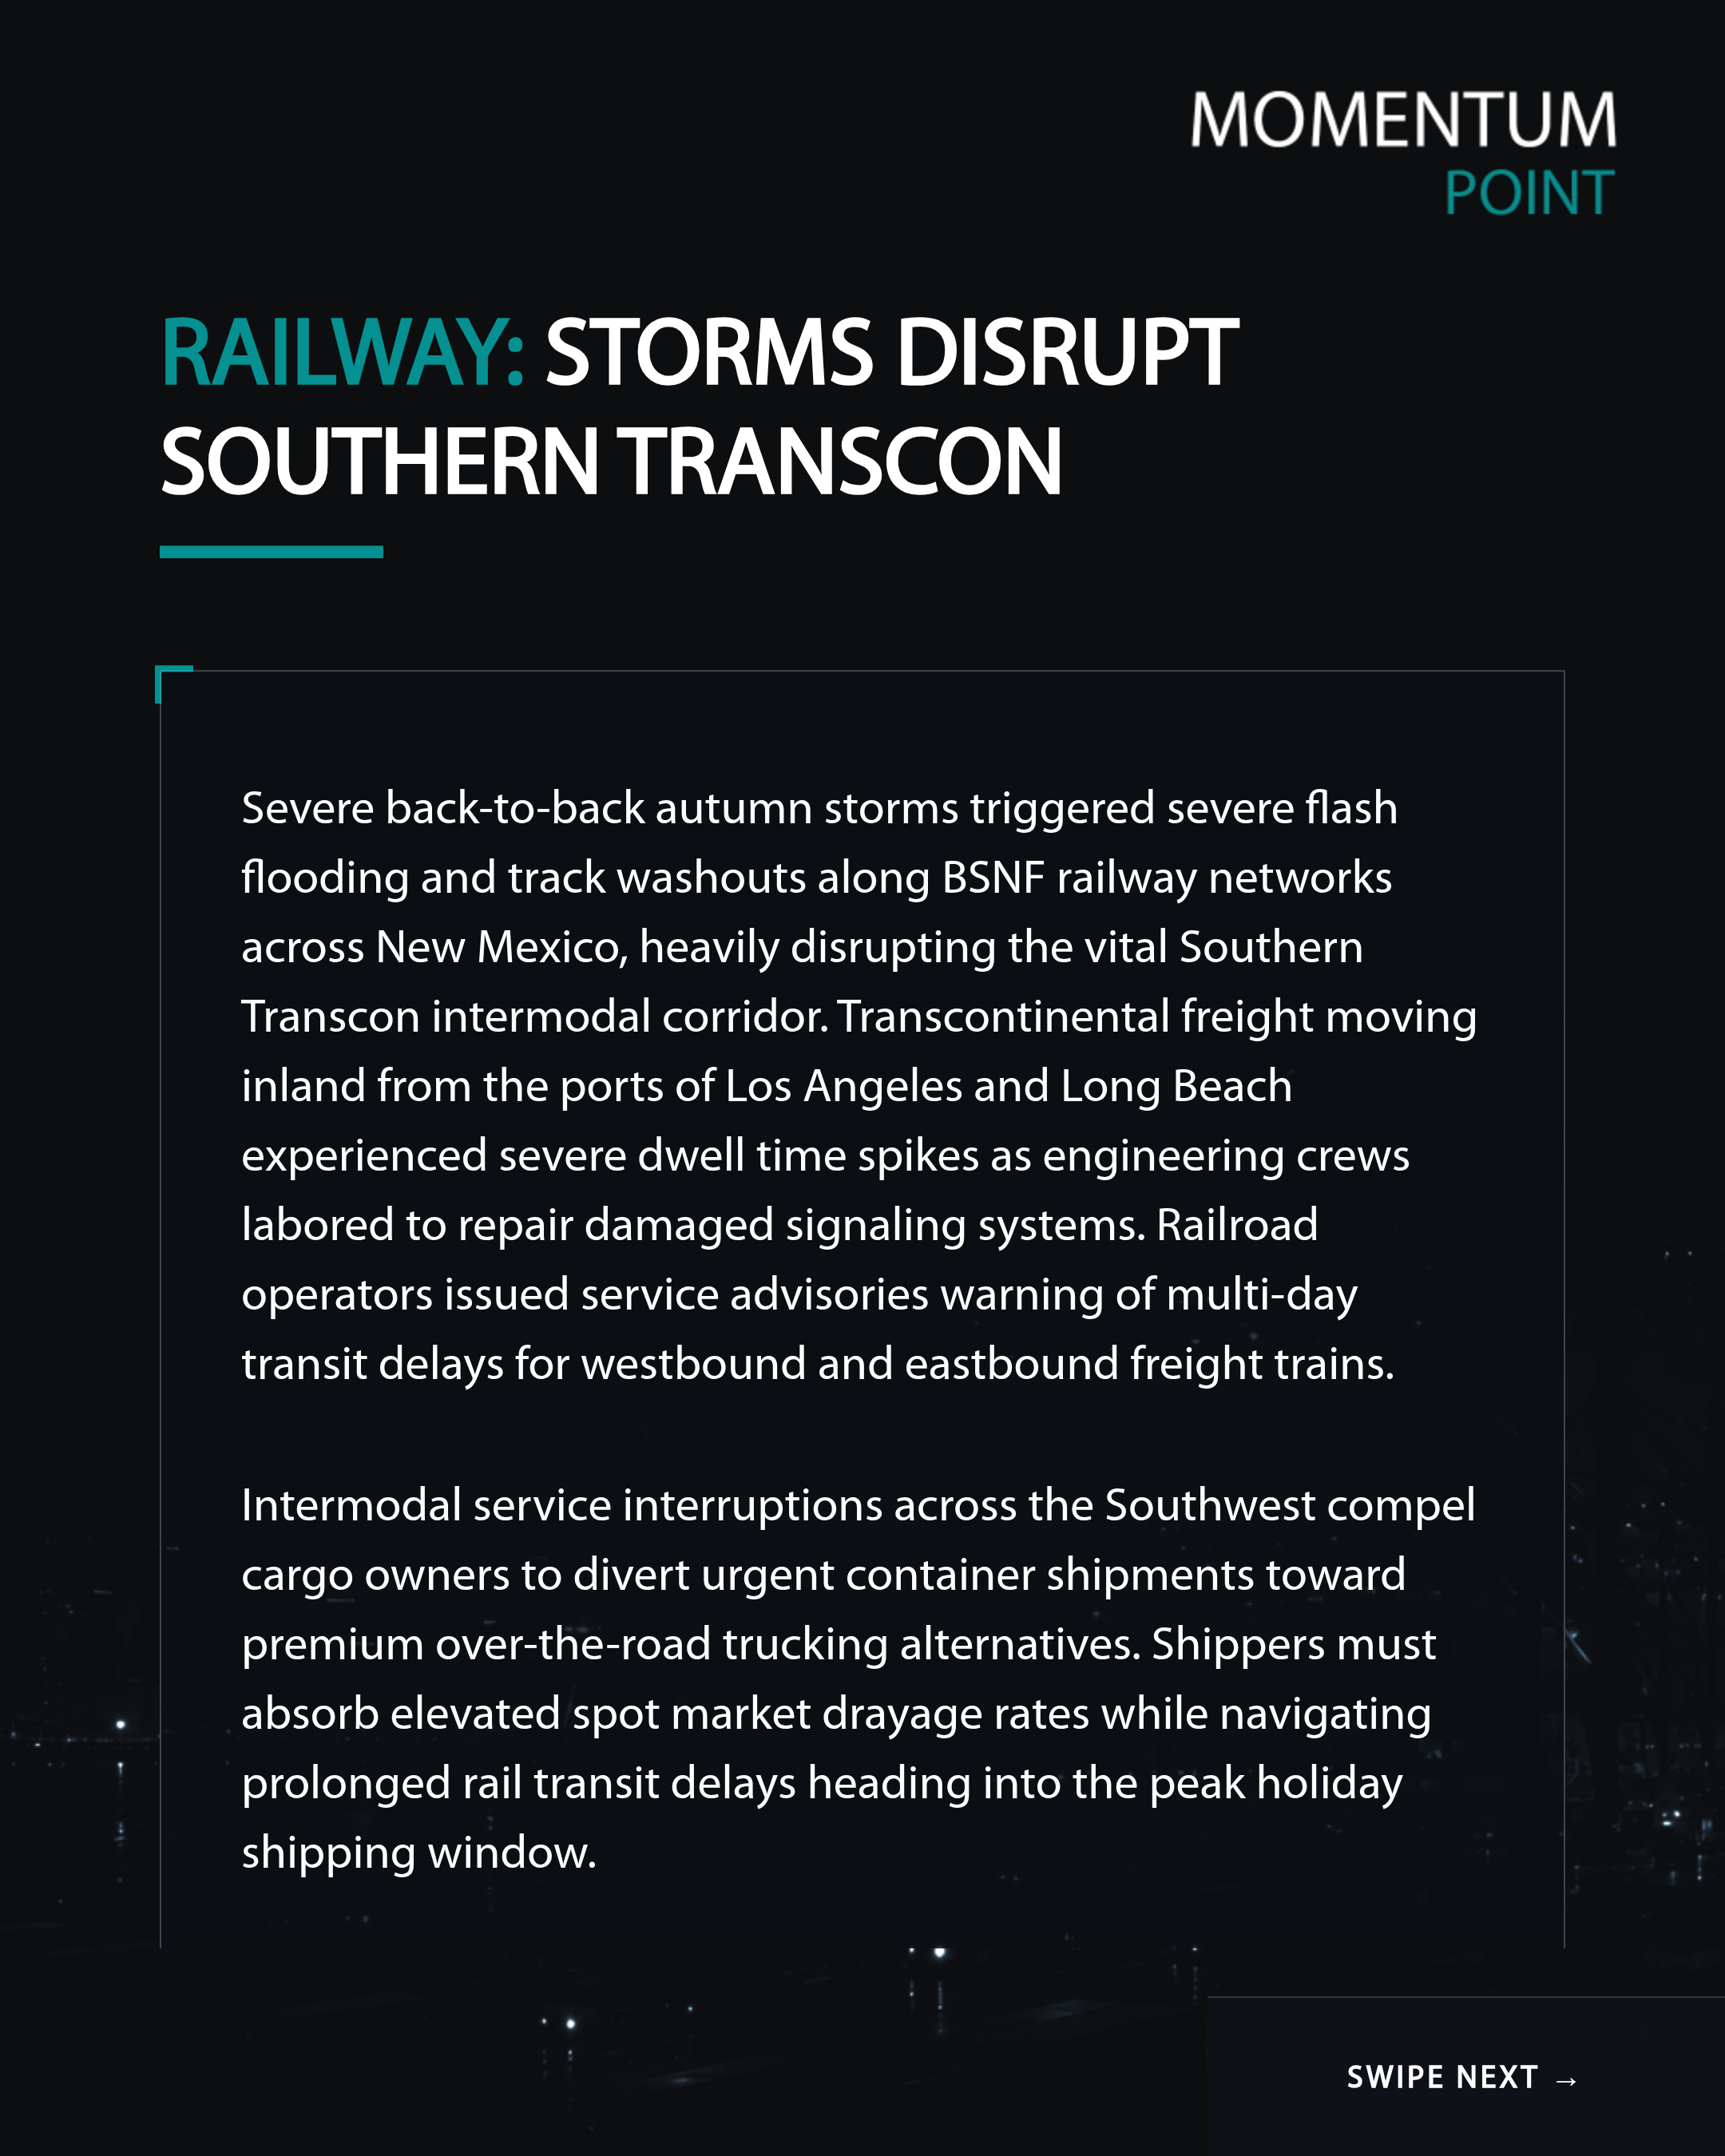 MOMENTUM
POINT
RAILWAY: STORMS DISRUPT
SOUTHERN TRANSCON
Severe back-to-back autumn storms triggered severe flash
flooding and track washouts along BSNF railway networks
across New Mexico, heavily disrupting the vital Southern
Transcon intermodal corridor. Transcontinental freight moving
inland from the ports of Los Angeles and Long Beach
experienced severe dwell time spikes as engineering crews
labored to repair damaged signaling systems. Railroad
operators issued service advisories warning of multi-day
transit delays for westbound and eastbound freight trains.
Intermodal service interruptions across the Southwest compel
cargo owners to divert urgent container shipments toward
premium over-the-road trucking alternatives. Shippers must
absorb elevated spot market drayage rates while navigating
prolonged rail transit delays heading into the peak holiday
shipping window.
SWIPE NEXT →